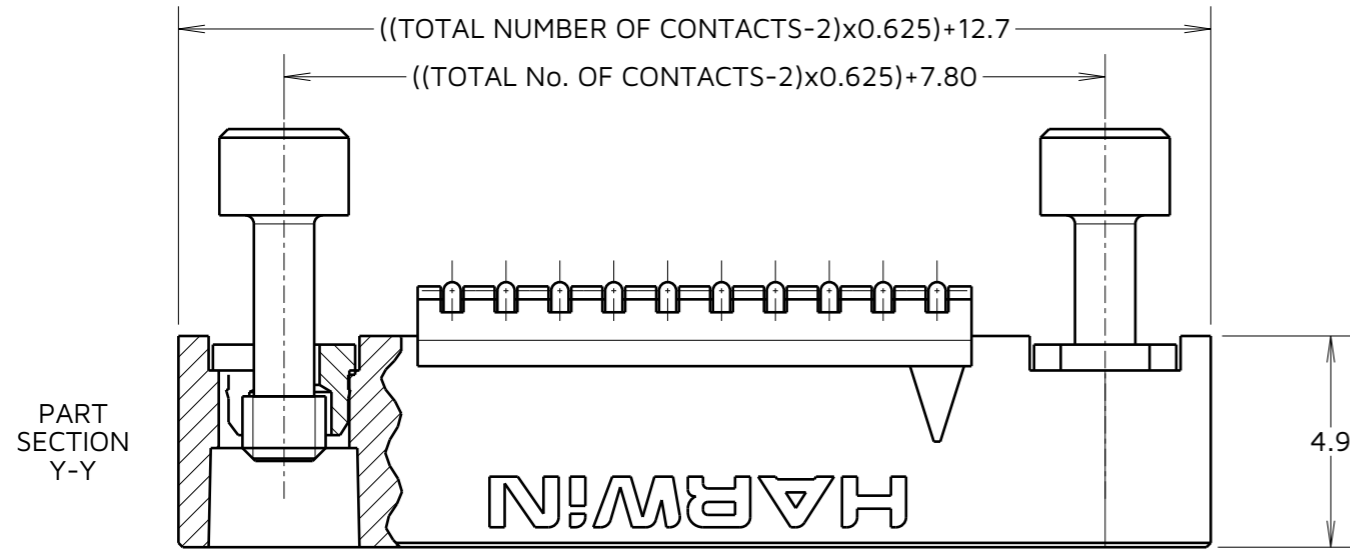 ((TOTAL NUMBER OF CONTACTS-2)x0.625)+12.7
((TOTAL No. OF CONTACTS-2)x0.625)+7.80
PART
SECTION
Y-Y
4.9
HARWiN